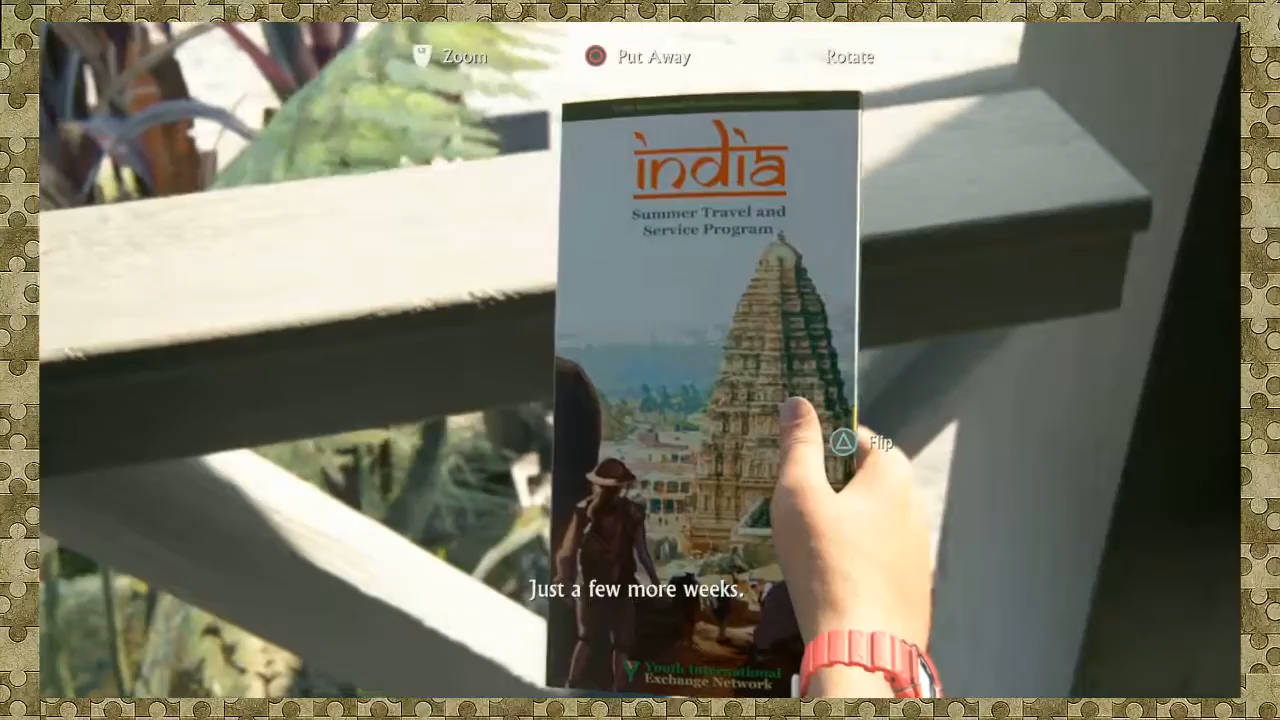 Zoom
Put Away
Rotate
india
Summer Travel and
Service Program
Flip
Just a few more weeks.
Youth International
Exchange Network